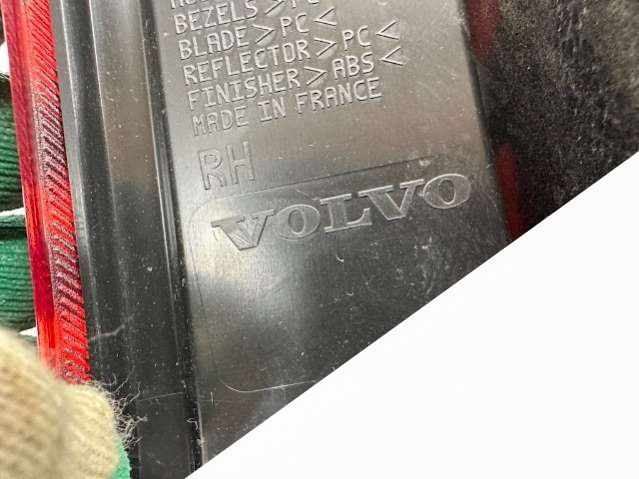 BEZELS>PC<
BLADE>PC<
REFLECTOR>PC<
FINISHER>ABS<
MADE IN FRANCE
RH
VOLVO